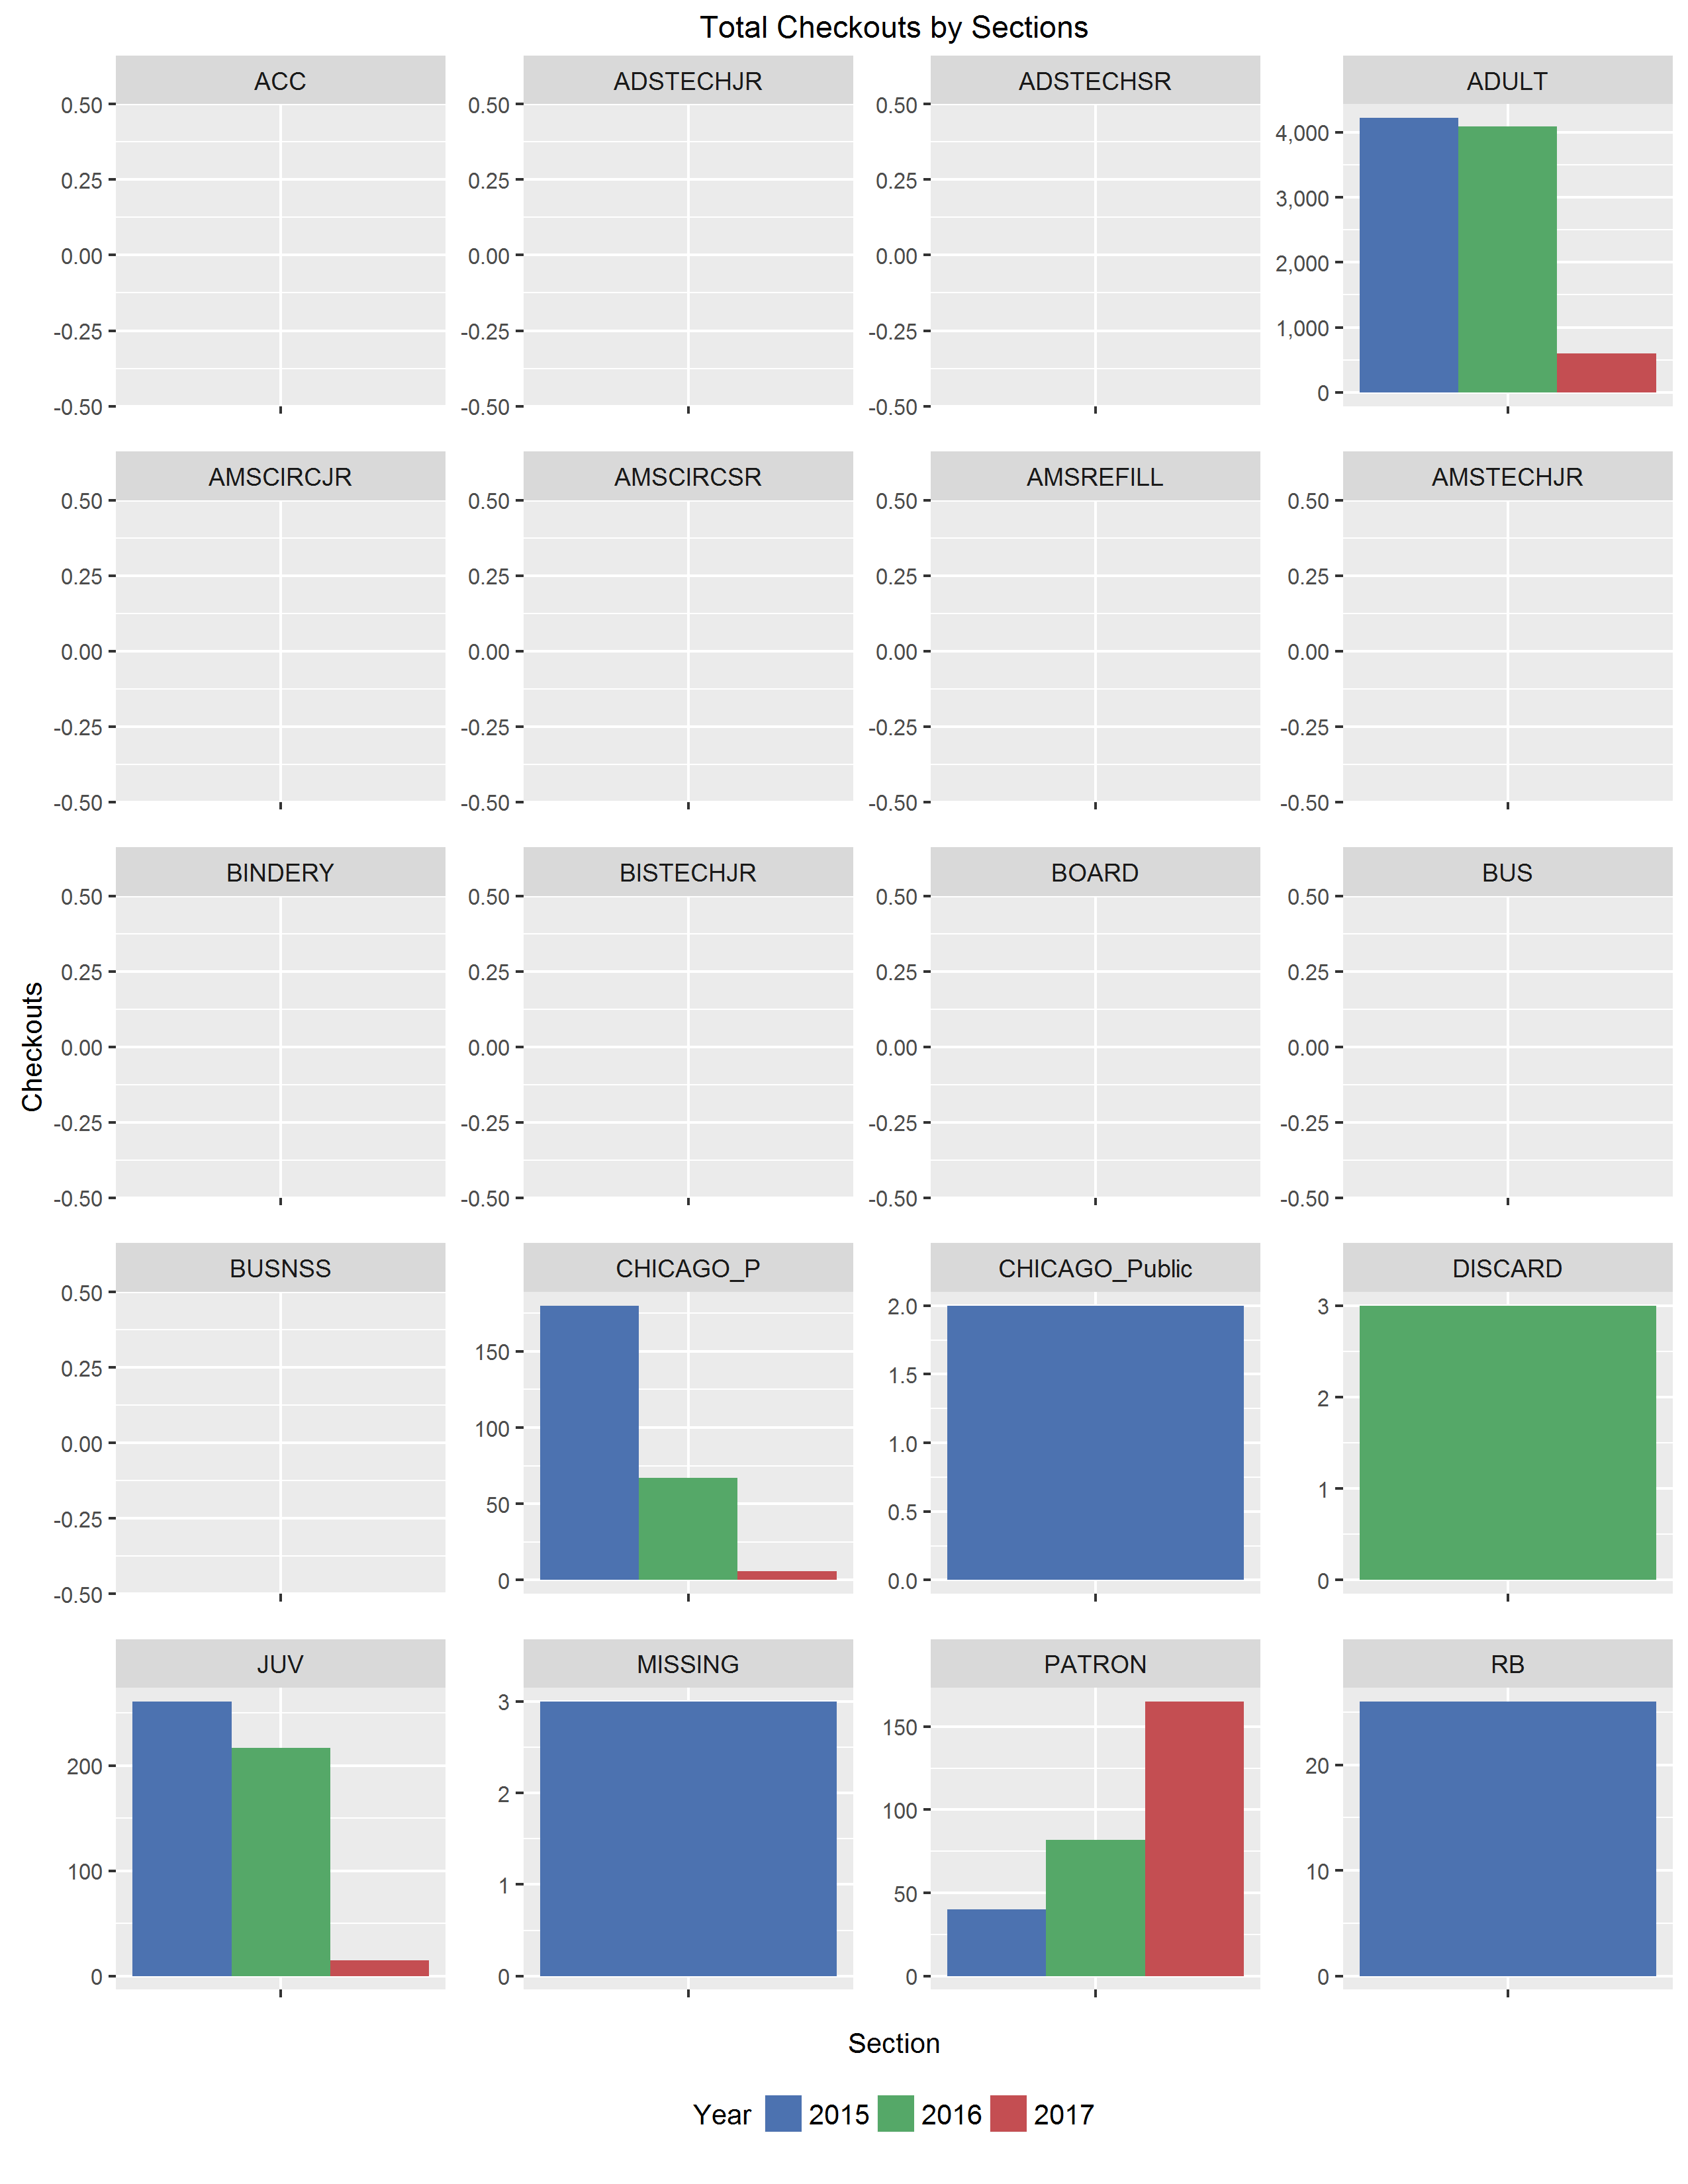 Total Checkouts by Sections
ACC ADSTECHJR ADSTECHSR ADULT
0.50 0.50 0.50 4,000
0.25 0.25 0.25 3,000
0.00 0.00 0.00 2,000
-0.25 -0.25 -0.25 1,000
-0.50 -0.50 -0.50 0
AMSCIRCJR AMSCIRCSR AMSREFILL AMSTECHJR
0.50 0.50 0.50 0.50
0.25 0.25 0.25 0.25
0.00 0.00 0.00 0.00
-0.25 -0.25 -0.25 -0.25
-0.50 -0.50 -0.50 -0.50
BINDERY BISTECHJR BOARD BUS
0.50 0.50 0.50 0.50
0.25 0.25 0.25 0.25
0.00 0.00 0.00 0.00
-0.25 -0.25 -0.25 -0.25
-0.50 -0.50 -0.50 -0.50
Checkouts
BUSNSS CHICAGO_P CHICAGO_Public DISCARD
0.50 150 2.0 3
0.25 100 1.5 2
0.00 50 1.0 1
-0.25 0 0.5 0
-0.50 0.0
JUV MISSING PATRON RB
200 3 150 20
100 2 100 10
0 1 50 0
0 0
Section
Year 2015 2016 2017